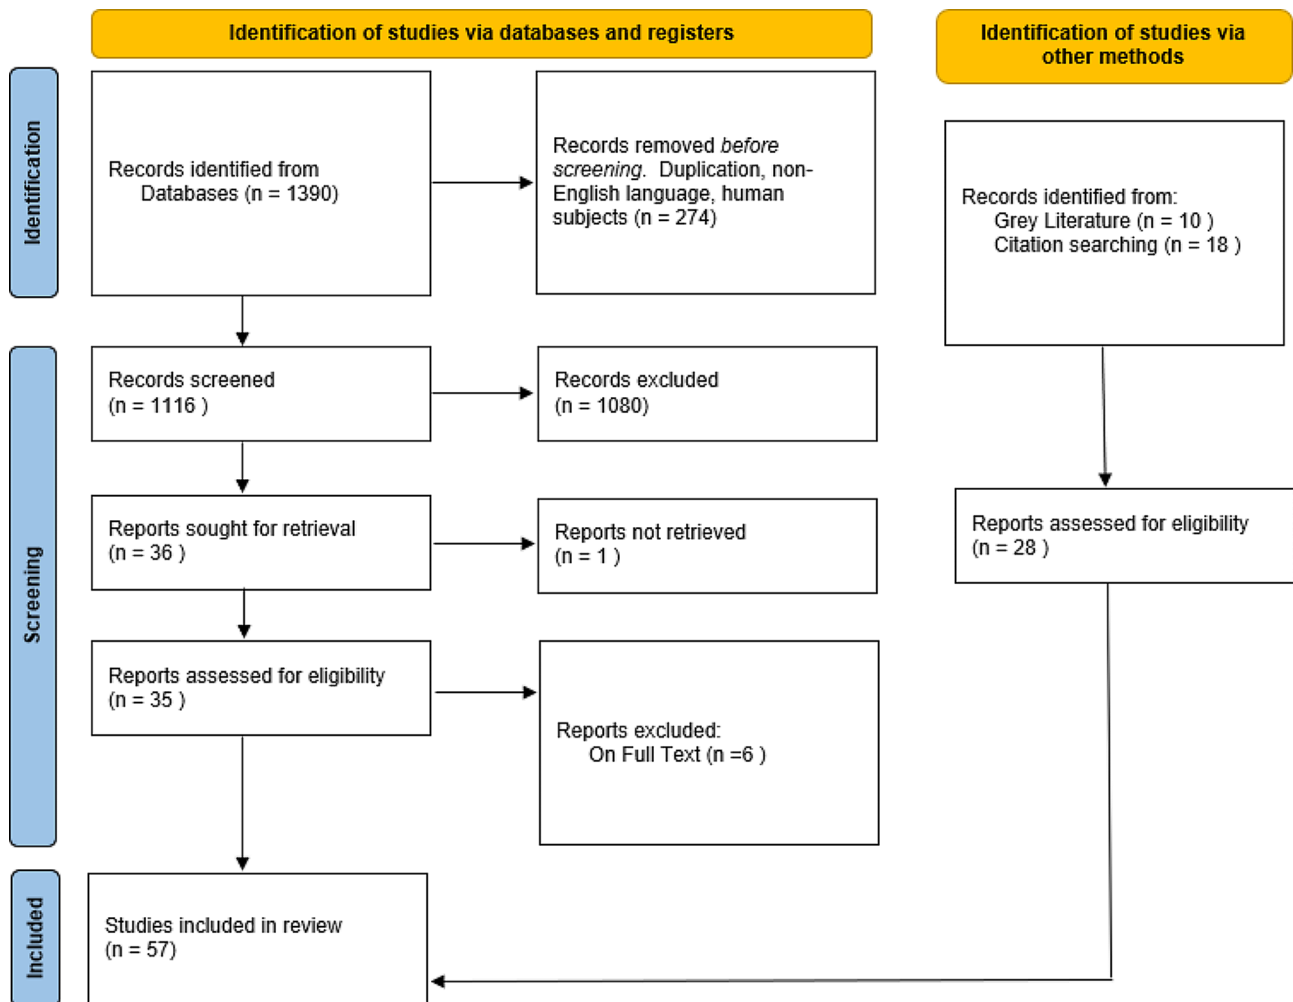 Identification of studies via databases and registers
Identification of studies via
other methods
Identification
Records identified from
Databases (n = 1390)
Records removed before
screening. Duplication, non-
English language, human
subjects (n = 274)
Records identified from:
Grey Literature (n = 10 )
Citation searching (n = 18 )
Screening
Records screened
(n = 1116 )
Records excluded
(n = 1080)
Reports sought for retrieval
(n = 36 )
Reports not retrieved
(n = 1 )
Reports assessed for eligibility
(n = 28 )
Reports assessed for eligibility
(n = 35 )
Reports excluded:
On Full Text (n =6 )
Included
Studies included in review
(n = 57)